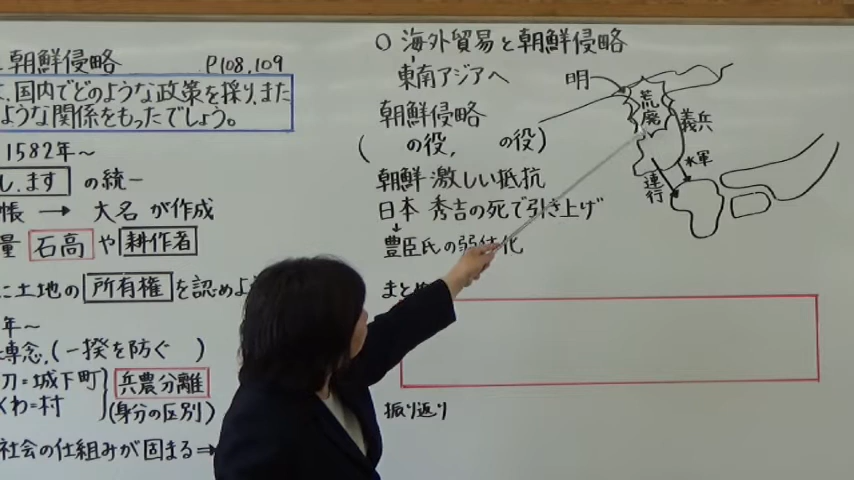 朝鮮侵略 P108,109
、国内でどのような政策を採り、また
ような関係をもったでしょう。
1582年～
し、ます の統一
帳 → 大名 が作成
量 石高 や 耕作者
に土地の 所有権 を認めよ
年～
専念、(一揆を防ぐ )
刀=城下町
くわ=村
兵農分離
(身分の区別)
社会の仕組みが固まる⇒
○ 海外貿易と朝鮮侵略
東南アジアへ
朝鮮侵略
( の役, の役)
朝鮮 激しい抵抗
日本 秀吉の死で引き上げ
豊臣氏の弱体化
まとめ
振り返り
明
荒廃
義兵
水軍
連行